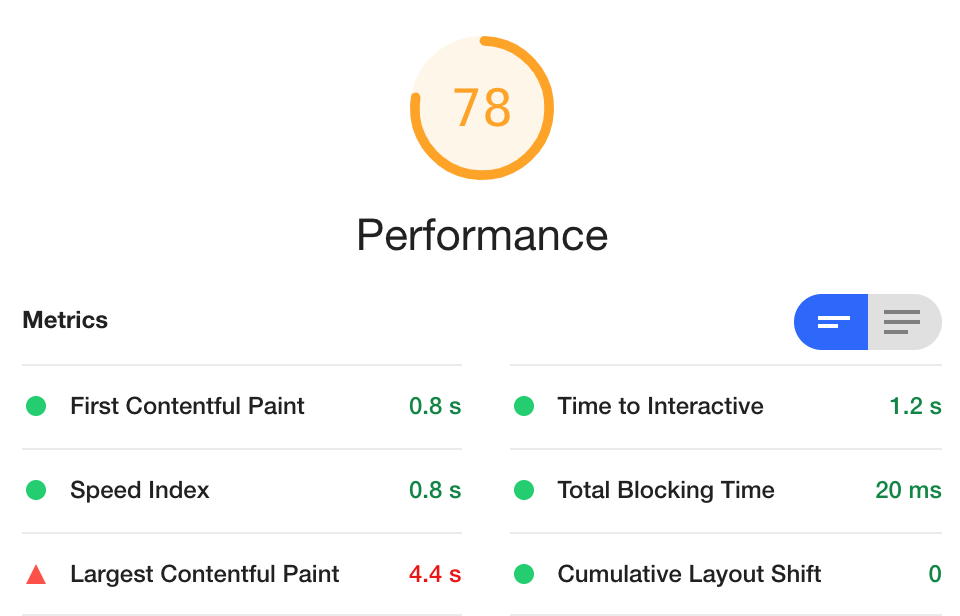 78
Performance
Metrics
First Contentful Paint 0.8 s
Time to Interactive 1.2 s
Speed Index 0.8 s
Total Blocking Time 20 ms
Largest Contentful Paint 4.4 s
Cumulative Layout Shift 0